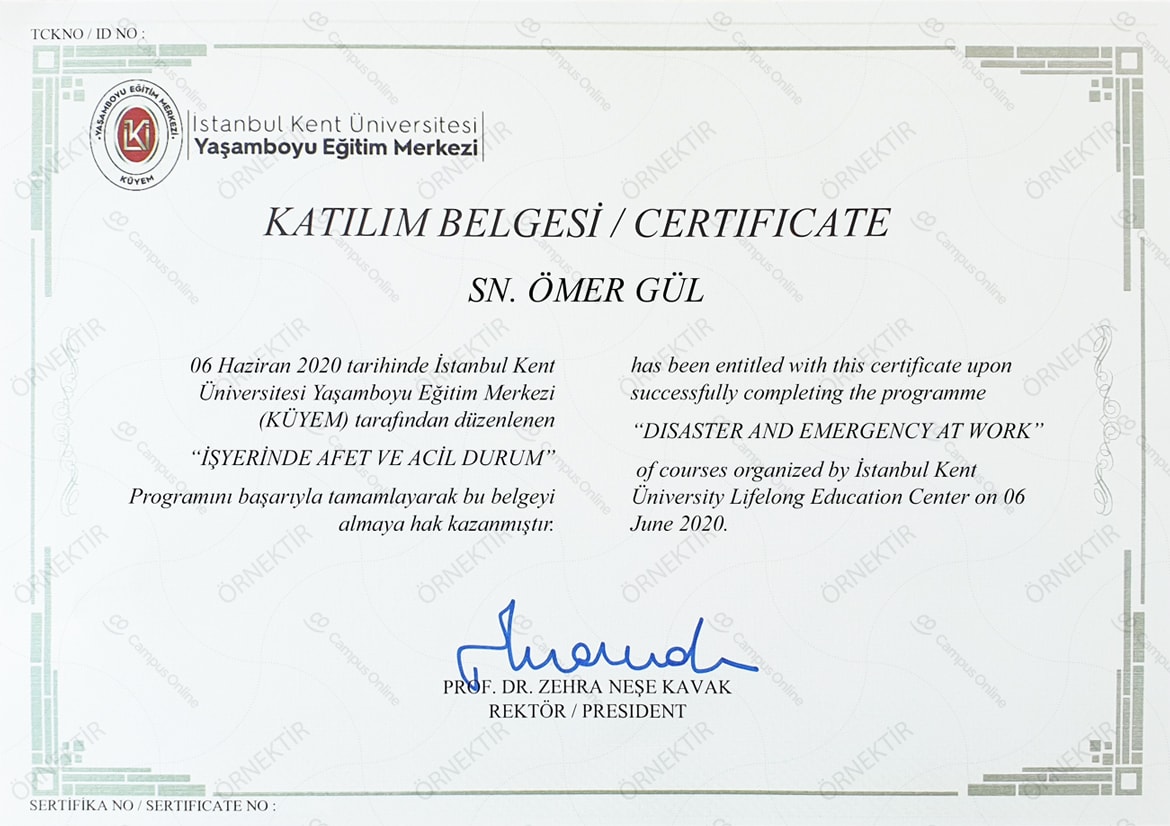 TCKNO / ID NO :
YAŞAMBOYU EĞİTİM MERKEZİ
KÜYEM
İstanbul Kent Üniversitesi
Yaşamboyu Eğitim Merkezi
KATILIM BELGESİ / CERTIFICATE
SN. ÖMER GÜL
06 Haziran 2020 tarihinde İstanbul Kent
Üniversitesi Yaşamboyu Eğitim Merkezi
(KÜYEM) tarafından düzenlenen
“İŞYERİNDE AFET VE ACİL DURUM”
Programını başarıyla tamamlayarak bu belgeyi
almaya hak kazanmıştır.
has been entitled with this certificate upon
successfully completing the programme
“DISASTER AND EMERGENCY AT WORK”
of courses organized by İstanbul Kent
Üniversity Lifelong Education Center on 06
June 2020.
PROF. DR. ZEHRA NEŞE KAVAK
REKTÖR / PRESIDENT
SERTİFİKA NO / SERTIFICATE NO :
ÖRNEKTİR
CampusOnline